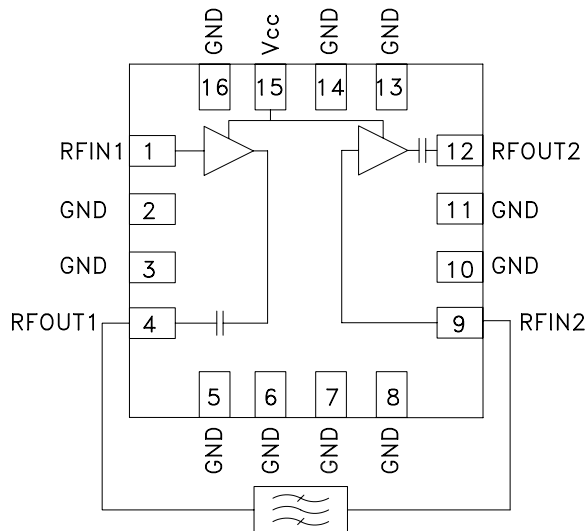 GND Vcc GND GND
16 15 14 13
RFIN1 1 12 RFOUT2
GND 2 11 GND
GND 3 10 GND
RFOUT1 4 9 RFIN2
5 6 7 8
GND GND GND GND